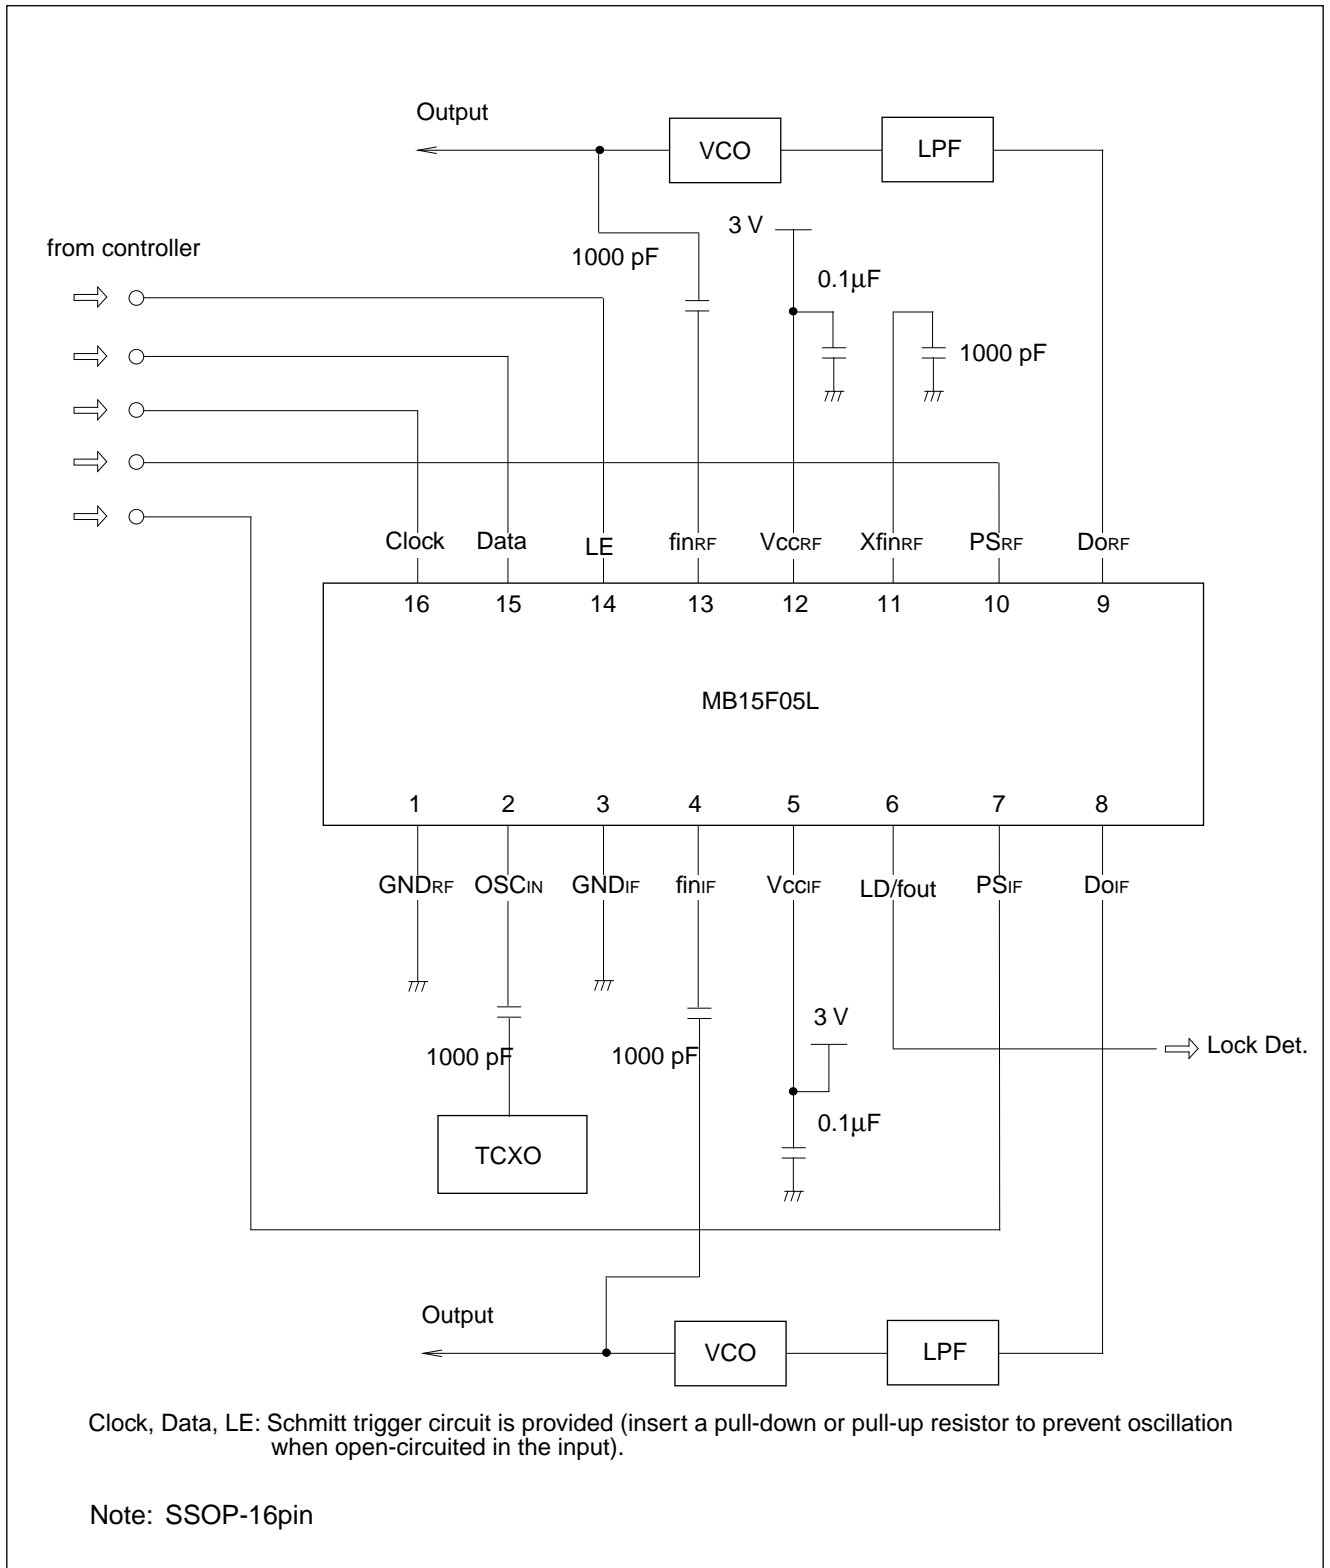 Output
VCO
LPF
3 V
from controller
1000 pF
0.1μF
1000 pF
Clock Data LE finRF VccRF XfinRF PSRF DoRF
16 15 14 13 12 11 10 9
MB15F05L
1 2 3 4 5 6 7 8
GNDRF OSCIN GNDIF finIF VccIF LD/fout PSIF DoIF
3 V
1000 pF 1000 pF
Lock Det.
0.1μF
TCXO
Output
VCO
LPF
Clock, Data, LE: Schmitt trigger circuit is provided (insert a pull-down or pull-up resistor to prevent oscillation
when open-circuited in the input).
Note: SSOP-16pin